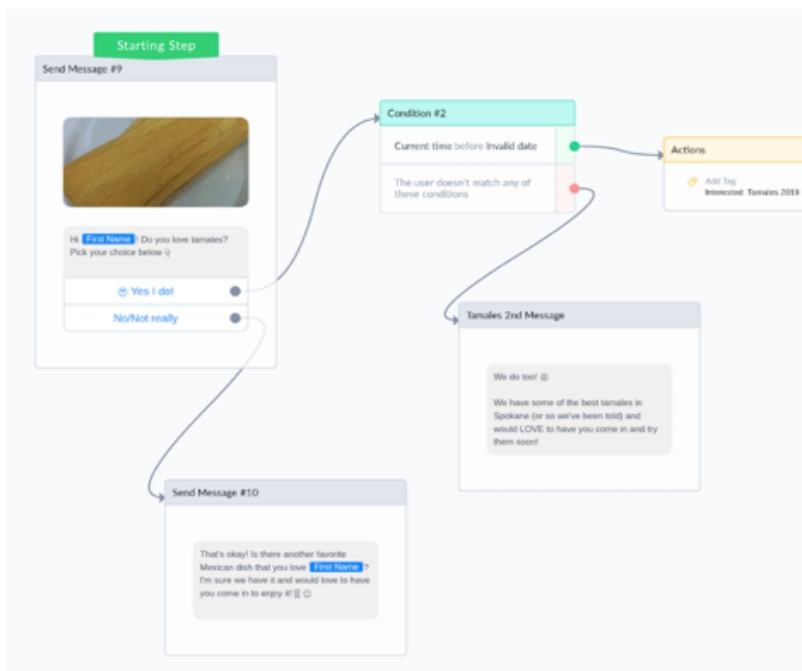 Starting Step
Send Message #9
Hi First Name ! Do you love tamales?
Pick your choice below
Yes I do!
No/Not really
Condition #2
Current time before Invalid date
The user doesn't match any of
these conditions
Actions
Add Tag
Interested: Tamales 2019
Tamales 2nd Message
We do too!
We have some of the best tamales in
Spokane (or so we've been told) and
would LOVE to have you come in and try
them soon!
Send Message #10
That's okay! Is there another favorite
Mexican dish that you love First Name ?
I'm sure we have it and would love to have
you come in to enjoy it!